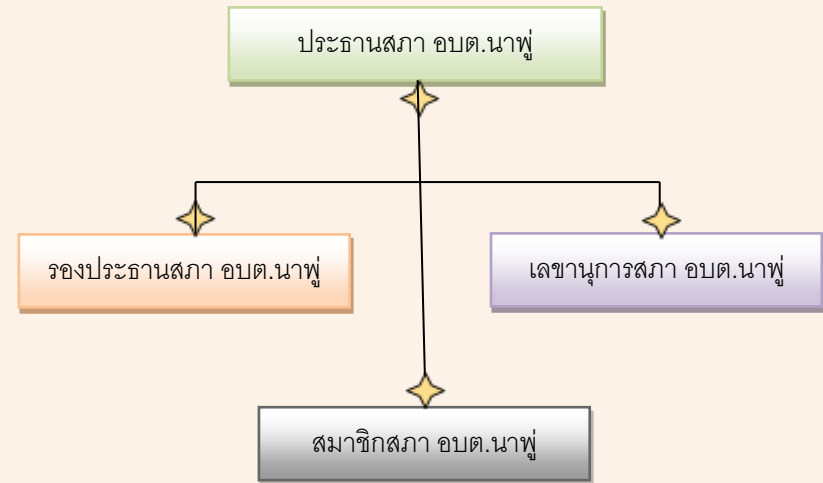 ประธานสภา อบต.นาพู่
รองประธานสภา อบต.นาพู่
เลขานุการสภา อบต.นาพู่
สมาชิกสภา อบต.นาพู่